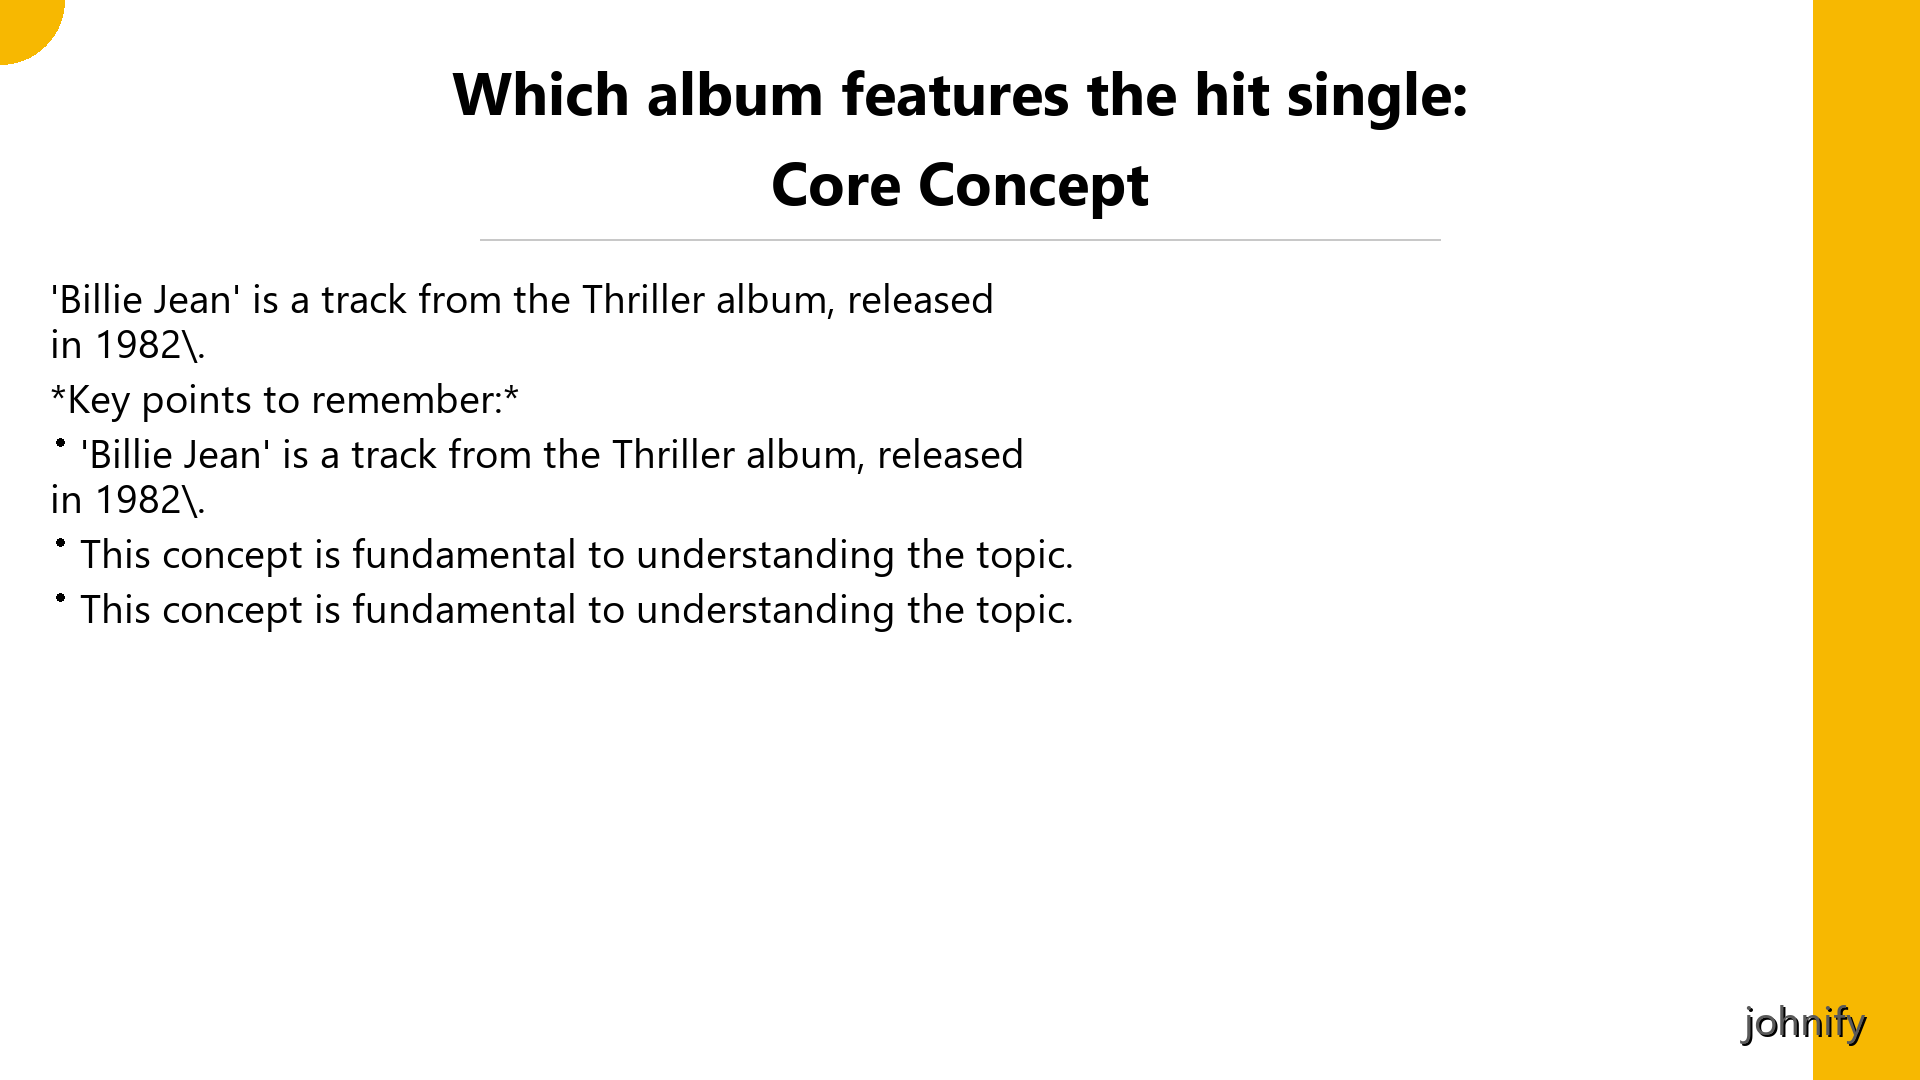 Which album features the hit single:
Core Concept
'Billie Jean' is a track from the Thriller album, released
in 1982\.
*Key points to remember:*
• 'Billie Jean' is a track from the Thriller album, released
in 1982\.
• This concept is fundamental to understanding the topic.
• This concept is fundamental to understanding the topic.
johnify